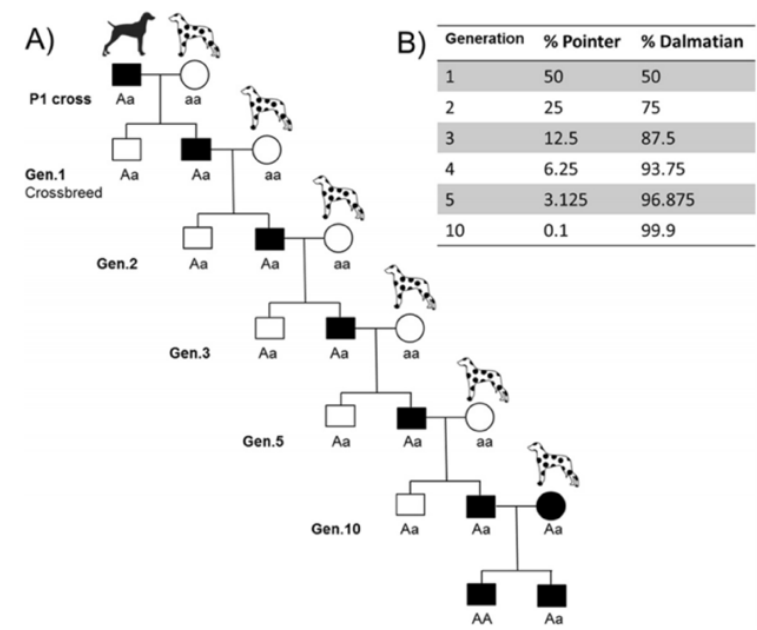 A)
P1 cross
Aa aa
Gen.1
Crossbreed
Aa Aa aa
Gen.2
Aa Aa aa
Gen.3
Aa Aa aa
Gen.5
Aa Aa aa
Gen.10
Aa Aa Aa
AA Aa
B)
Generation % Pointer % Dalmatian
1 50 50
2 25 75
3 12.5 87.5
4 6.25 93.75
5 3.125 96.875
10 0.1 99.9